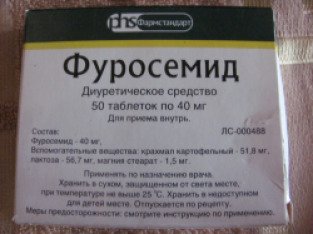 phs Фармстандарт
Фуросемид
Диуретическое средство
50 таблеток по 40 мг
Для приема внутрь.
Состав: ЛС-000488
Фуросемид - 40 мг,
Вспомогательные вещества: крахмал картофельный - 51,8 мг,
лактоза - 56,7 мг, магния стеарат - 1,5 мг.
Применять по назначению врача.
Хранить в сухом, защищенном от света месте,
при температуре не выше 25 °С. Хранить в недоступном
для детей месте. Отпускается по рецепту.
Меры предосторожности: смотрите инструкцию по применению.